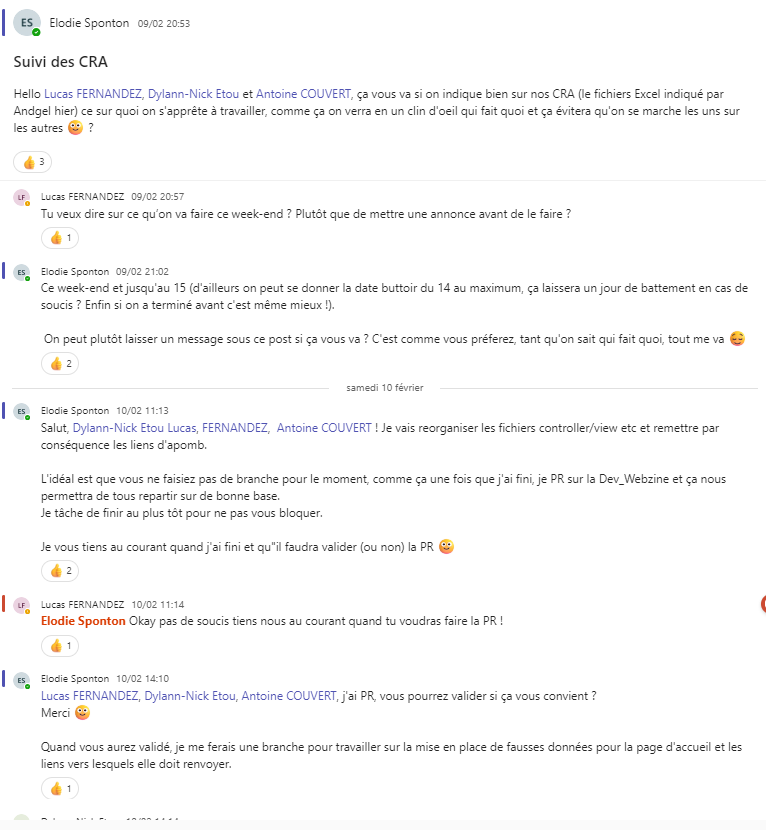 ES Elodie Sponton 09/02 20:53
Suivi des CRA
Hello Lucas FERNANDEZ, Dylann-Nick Etou et Antoine COUVERT, ça vous va si on indique bien sur nos CRA (le fichiers Excel indiqué par
Andgel hier) ce sur quoi on s'apprête à travailler, comme ça on verra en un clin d'oeil qui fait quoi et ça évitera qu'on se marche les uns sur
les autres ?
3
LF Lucas FERNANDEZ 09/02 20:57
Tu veux dire sur ce qu'on va faire ce week-end ? Plutôt que de mettre une annonce avant de le faire ?
1
ES Elodie Sponton 09/02 21:02
Ce week-end et jusqu'au 15 (d'ailleurs on peut se donner la date buttoir du 14 au maximum, ça laissera un jour de battement en cas de
soucis ? Enfin si on a terminé avant c'est même mieux !).
On peut plutôt laisser un message sous ce post si ça vous va ? C'est comme vous préferez, tant qu'on sait qui fait quoi, tout me va
2
samedi 10 février
ES Elodie Sponton 10/02 11:13
Salut, Dylann-Nick Etou Lucas, FERNANDEZ, Antoine COUVERT ! Je vais reorganiser les fichiers controller/view etc et remettre par
conséquence les liens d'apomb.
L'idéal est que vous ne faisiez pas de branche pour le moment, comme ça une fois que j'ai fini, je PR sur la Dev_Webzine et ça nous
permettra de tous repartir sur de bonne base.
Je tâche de finir au plus tôt pour ne pas vous bloquer.
Je vous tiens au courant quand j'ai fini et qu"il faudra valider (ou non) la PR
2
LF Lucas FERNANDEZ 10/02 11:14
Elodie Sponton Okay pas de soucis tiens nous au courant quand tu voudras faire la PR !
1
ES Elodie Sponton 10/02 14:10
Lucas FERNANDEZ, Dylann-Nick Etou, Antoine COUVERT, j'ai PR, vous pourrez valider si ça vous convient ?
Merci
Quand vous aurez validé, je me ferais une branche pour travailler sur la mise en place de fausses données pour la page d'accueil et les
liens vers lesquels elle doit renvoyer.
1